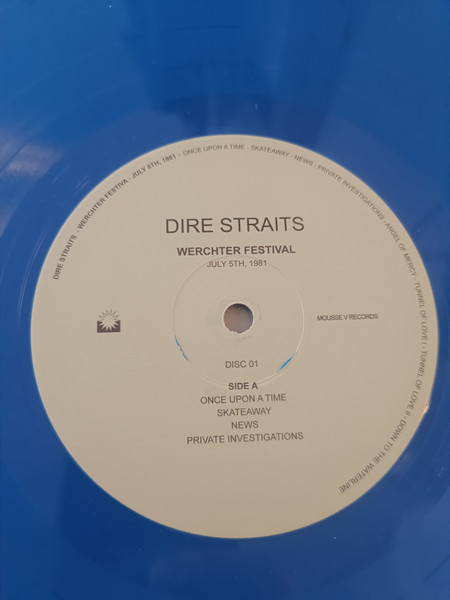 DIRE STRAITS - WERCHTER FESTIVA - JULY 5TH, 1981 - ONCE UPON A TIME - SKATEAWAY - NEWS - PRIVATE INVESTIGATIONS - ANGEL OF MERCY - TUNNEL OF LOVE I - TUNNEL OF LOVE II - DOWN TO THE WATERLINE
DIRE STRAITS
WERCHTER FESTIVAL
JULY 5TH, 1981
MOUSSE V RECORDS
DISC 01
SIDE A
ONCE UPON A TIME
SKATEAWAY
NEWS
PRIVATE INVESTIGATIONS